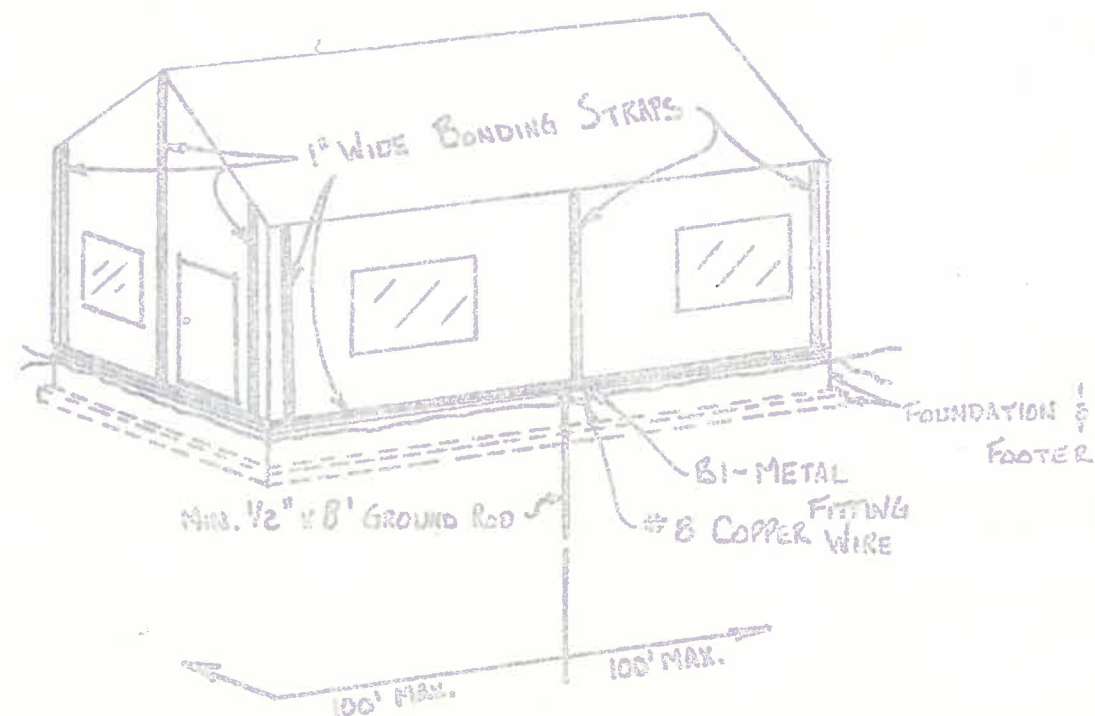 1" WIDE BONDING STRAPS
FOUNDATION &
FOOTER
BI-METAL
FITTING
MIN. 1/2" x 8' GROUND ROD
#8 COPPER WIRE
100' MAX.
100' MAX.